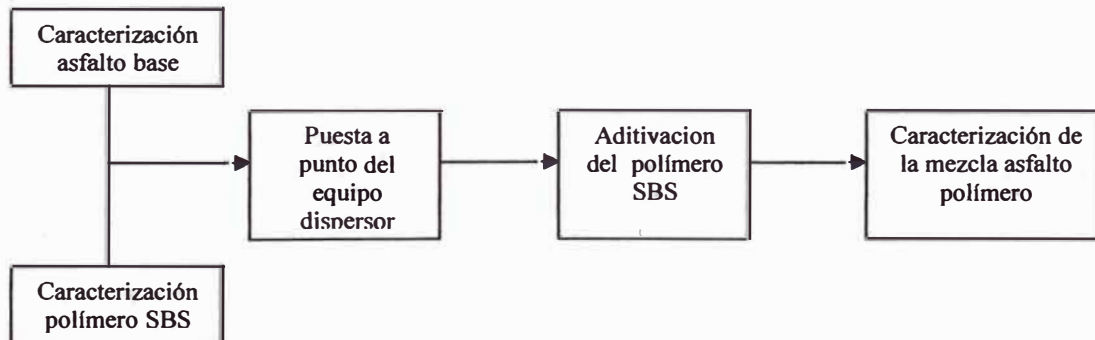 Caracterización
asfalto base
Puesta a
punto del
equipo
dispersor
Aditivacion
del polímero
SBS
Caracterización de
la mezcla asfalto
polímero
Caracterización
polímero SBS